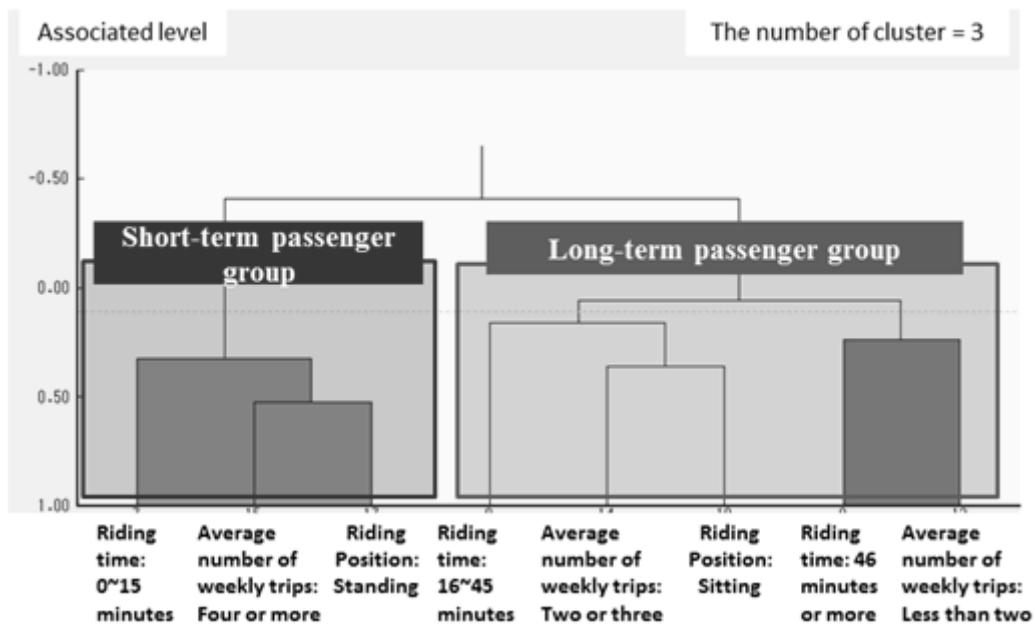 Associated level
The number of cluster = 3
-1.00
-0.50
Short-term passenger
group
Long-term passenger group
0.00
0.50
1.00
Riding
time:
0~15
minutes
Average
number of
weekly trips:
Four or more
Riding
Position:
Standing
Riding
time:
16~45
minutes
Average
number of
weekly trips:
Two or three
Riding
Position:
Sitting
Riding
time: 46
minutes
or more
Average
number of
weekly trips:
Less than two